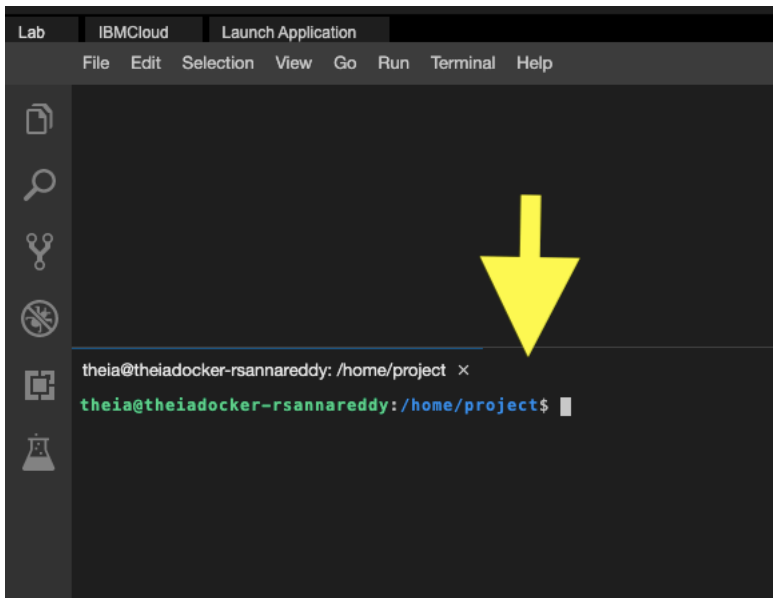 Lab IBMCloud Launch Application
File Edit Selection View Go Run Terminal Help
theia@theiadocker-rsannareddy: /home/project ×
theia@theiadocker-rsannareddy:/home/project$